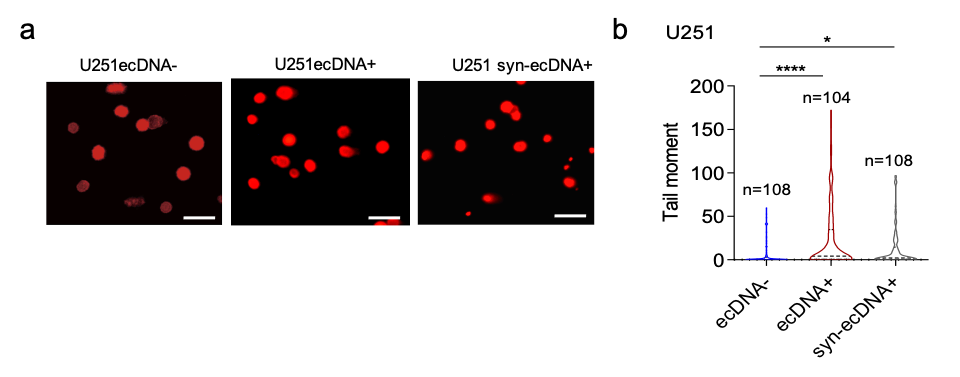 a
U251ecDNA-
U251ecDNA+
U251 syn-ecDNA+
b
U251
*
****
200
150
100
50
0
Tail moment
n=108
n=104
n=108
ecDNA-
ecDNA+
syn-ecDNA+